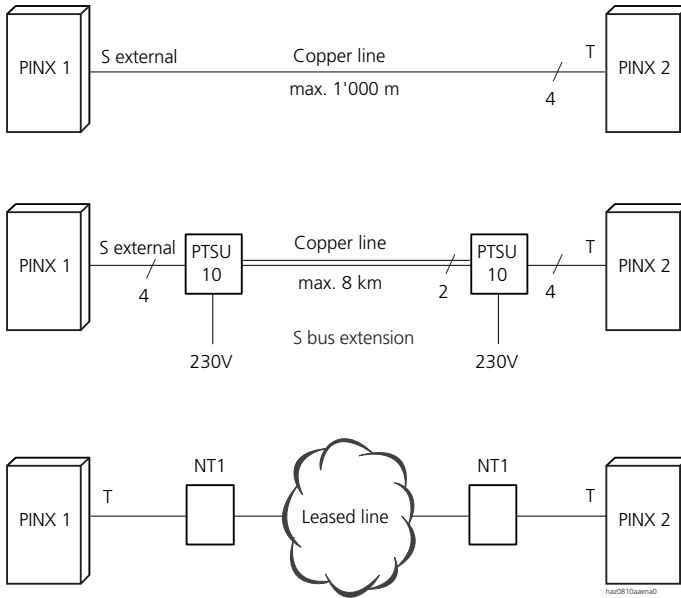 PINX 1
S external
Copper line
max. 1'000 m
4
T
PINX 2
PINX 1
S external
4
PTSU
10
230V
Copper line
max. 8 km
2
S bus extension
PTSU
10
230V
4
T
PINX 2
PINX 1
T
NT1
Leased line
NT1
T
PINX 2
haz0810aaena0